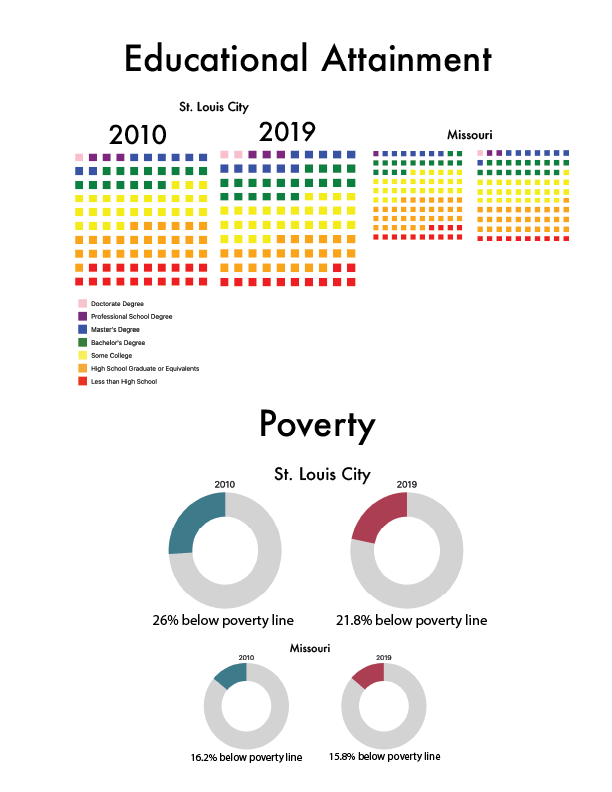 Educational Attainment
St. Louis City
2010
2019
Missouri
Doctorate Degree
Professional School Degree
Master's Degree
Bachelor's Degree
Some College
High School Graduate or Equivalents
Less than High School
Poverty
St. Louis City
2010
2019
26% below poverty line
21.8% below poverty line
Missouri
2010
2019
16.2% below poverty line
15.8% below poverty line